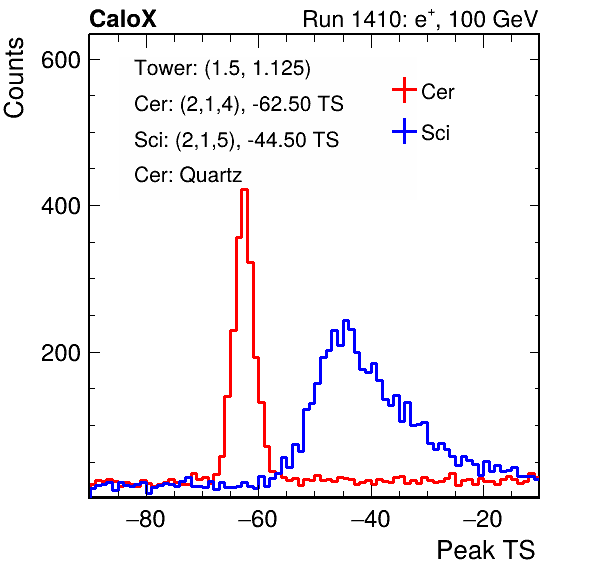 CaloX Run 1410: e⁺, 100 GeV
Counts
Tower: (1.5, 1.125)
Cer: (2,1,4), -62.50 TS
Sci: (2,1,5), -44.50 TS
Cer: Quartz
Cer
Sci
600
400
200
−80 −60 −40 −20
Peak TS